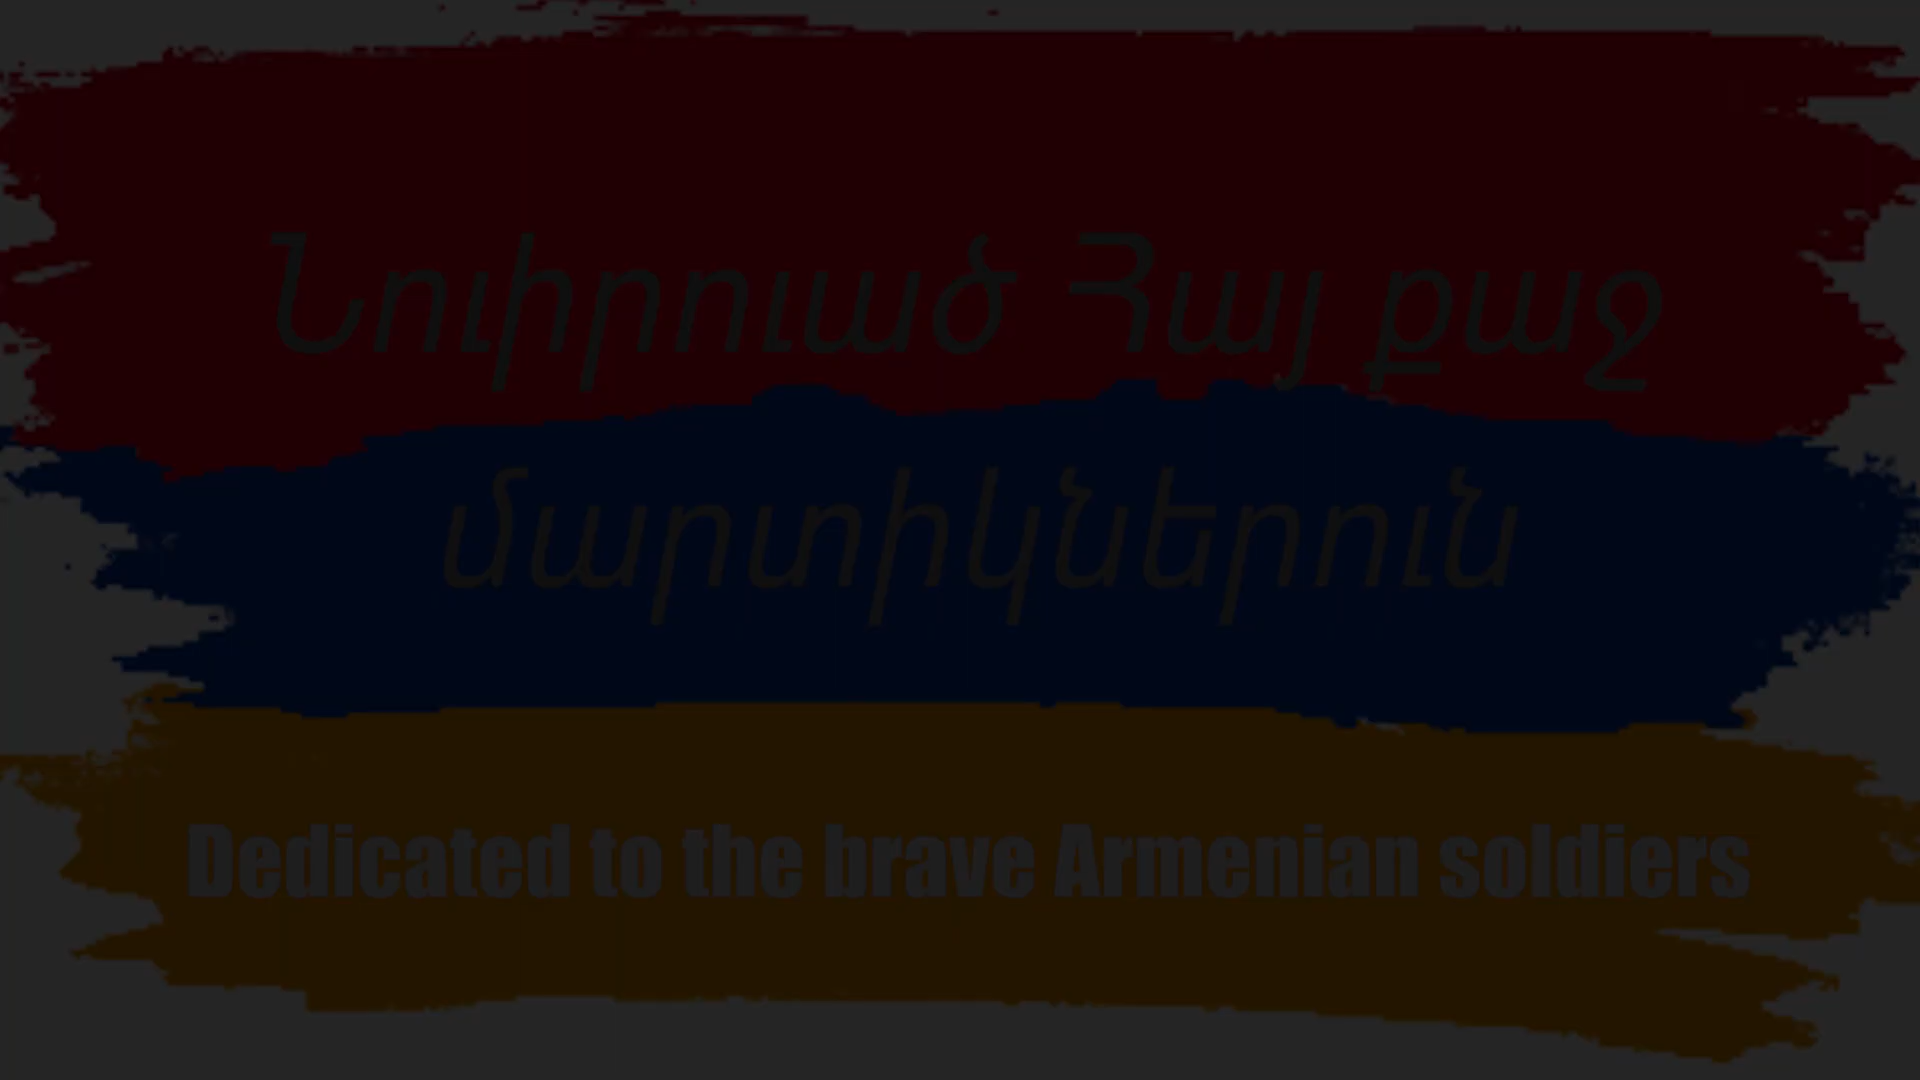 Նուիրուած Հայ քաջ
մարտիկներուն
Dedicated to the brave Armenian soldiers